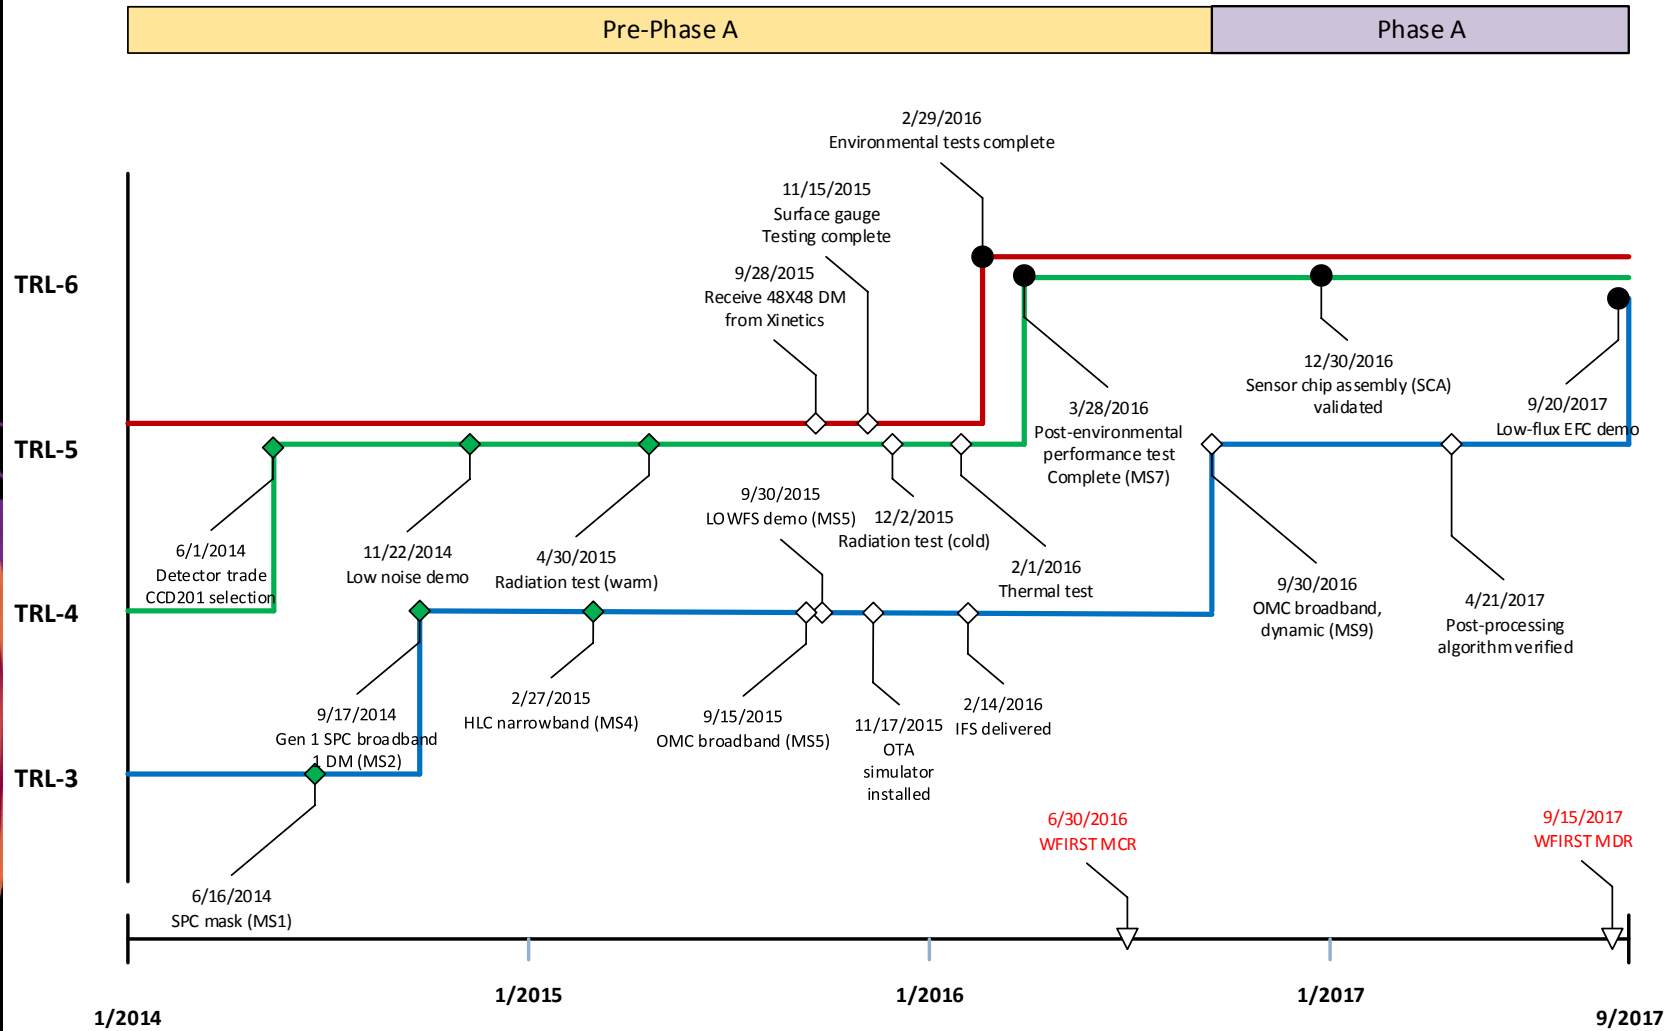 Pre-Phase A
Phase A
2/29/2016
Environmental tests complete
11/15/2015
Surface gauge
Testing complete
9/28/2015
Receive 48X48 DM
from Xinetics
TRL-6
12/30/2016
Sensor chip assembly (SCA)
validated
9/20/2017
Low-flux EFC demo
3/28/2016
Post-environmental
performance test
Complete (MS7)
TRL-5
9/30/2015
LOWFS demo (MS5)
12/2/2015
Radiation test (cold)
6/1/2014
Detector trade
CCD201 selection
11/22/2014
Low noise demo
4/30/2015
Radiation test (warm)
2/1/2016
Thermal test
9/30/2016
OMC broadband,
dynamic (MS9)
4/21/2017
Post-processing
algorithm verified
TRL-4
9/17/2014
Gen 1 SPC broadband
1 DM (MS2)
2/27/2015
HLC narrowband (MS4)
9/15/2015
OMC broadband (MS5)
11/17/2015
OTA
simulator
installed
2/14/2016
IFS delivered
TRL-3
6/16/2014
SPC mask (MS1)
6/30/2016
WFIRST MCR
9/15/2017
WFIRST MDR
1/2014
1/2015
1/2016
1/2017
9/2017